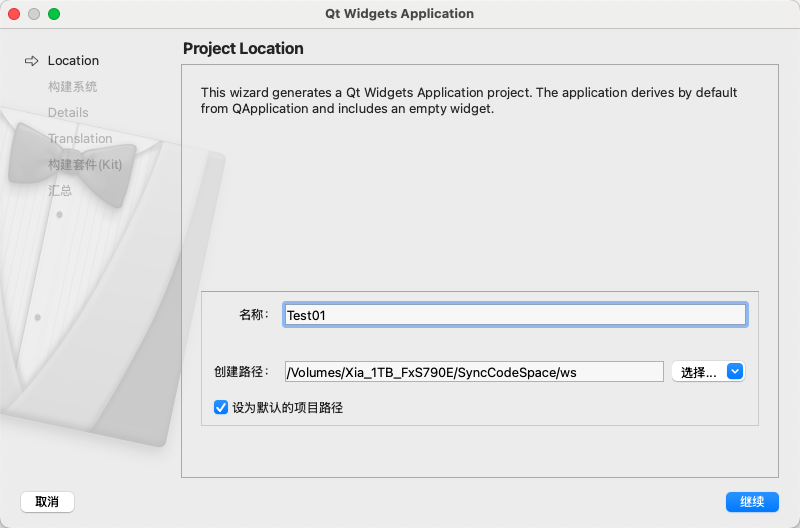 Qt Widgets Application
Location
构建系统
Details
Translation
构建套件(Kit)
汇总
Project Location
This wizard generates a Qt Widgets Application project. The application derives by default
from QApplication and includes an empty widget.
名称：
Test01
创建路径：
/Volumes/Xia_1TB_FxS790E/SyncCodeSpace/ws
选择...
设为默认的项目路径
取消
继续